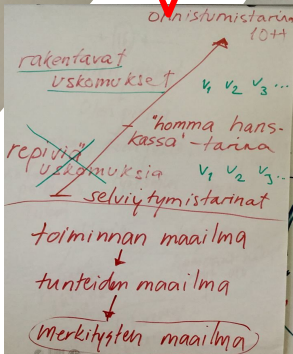 onnistumistarina
10++
rakentavat
uskomukset
V1 V2 V3...
"homma hans-
kassa"-tarina
"repiviä"
uskomuksia
V1 V2 V3...
selviytymistarinat
toiminnan maailma
tunteiden maailma
merkitysten maailma